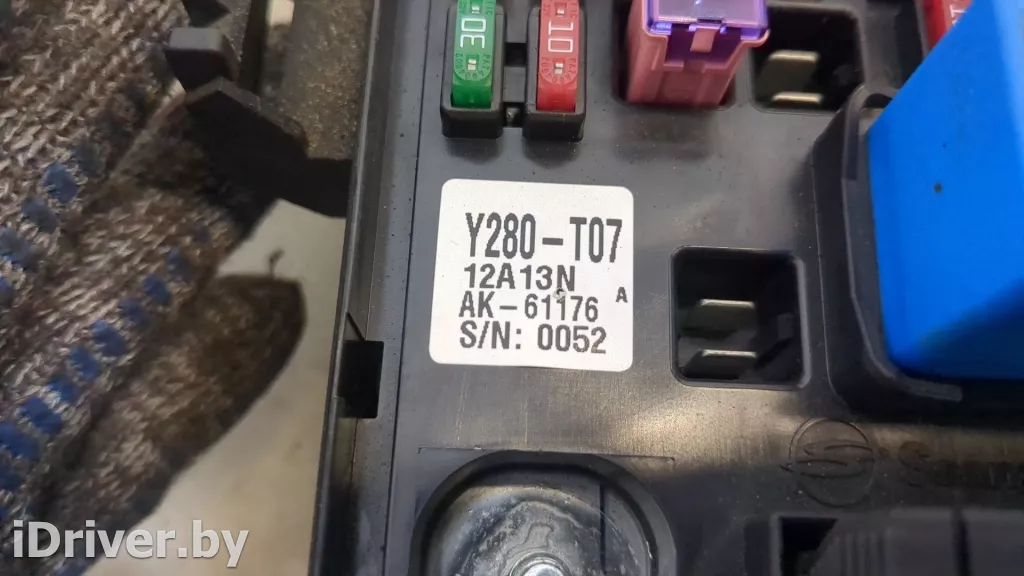 30
10
Y280-T07
12A13N
AK-61176 A
S/N: 0052
iDriver.by